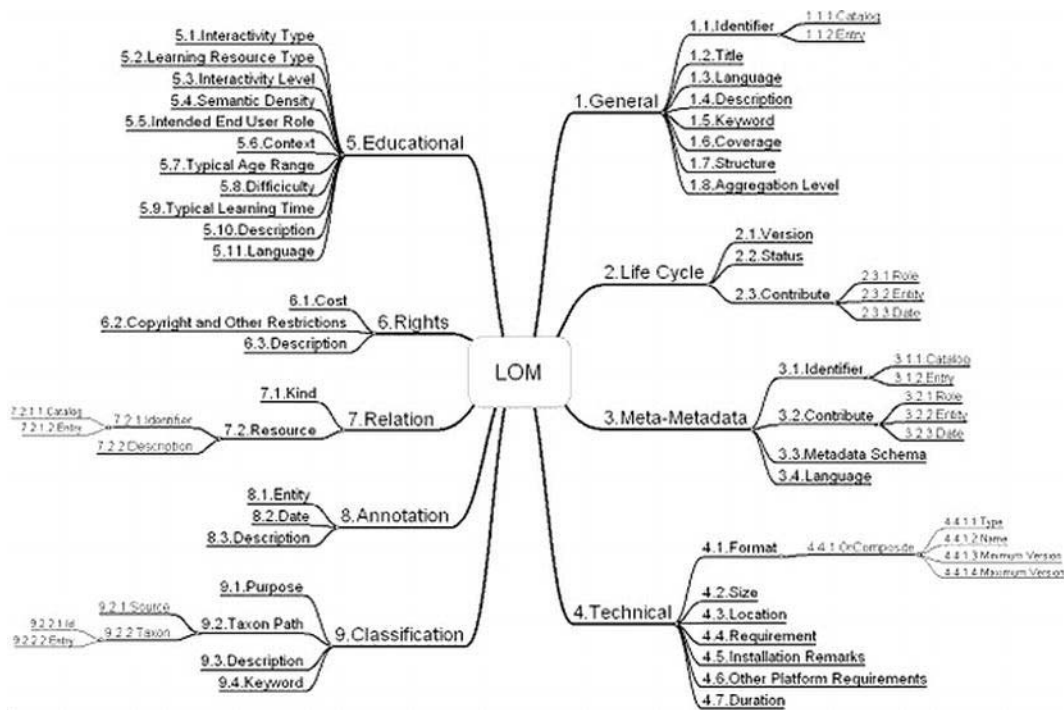 LOM
1.General
1.1.Identifier
1.1.1.Catalog
1.1.2.Entry
1.2.Title
1.3.Language
1.4.Description
1.5.Keyword
1.6.Coverage
1.7.Structure
1.8.Aggregation Level
2.Life Cycle
2.1.Version
2.2.Status
2.3.Contribute
2.3.1.Role
2.3.2.Entity
2.3.3.Date
3.Meta-Metadata
3.1.Identifier
3.1.1.Catalog
3.1.2.Entry
3.2.Contribute
3.2.1.Role
3.2.2.Entity
3.2.3.Date
3.3.Metadata Schema
3.4.Language
4.Technical
4.1.Format
4.4.1.OrComposite
4.4.1.1.Type
4.4.1.2.Name
4.4.1.3.Minimum Version
4.4.1.4.Maximum Version
4.2.Size
4.3.Location
4.4.Requirement
4.5.Installation Remarks
4.6.Other Platform Requirements
4.7.Duration
5.Educational
5.1.Interactivity Type
5.2.Learning Resource Type
5.3.Interactivity Level
5.4.Semantic Density
5.5.Intended End User Role
5.6.Context
5.7.Typical Age Range
5.8.Difficiculty
5.9.Typical Learning Time
5.10.Description
5.11.Language
6.Rights
6.1.Cost
6.2.Copyright and Other Restrictions
6.3.Description
7.Relation
7.1.Kind
7.2.Resource
7.2.1.Identifier
7.2.1.1.Catalog
7.2.1.2.Entry
7.2.2.Description
8.Annotation
8.1.Entity
8.2.Date
8.3.Description
9.Classification
9.1.Purpose
9.2.Taxon Path
9.2.1.Source
9.2.2.Taxon
9.2.2.1.Id
9.2.2.2.Entry
9.3.Description
9.4.Keyword